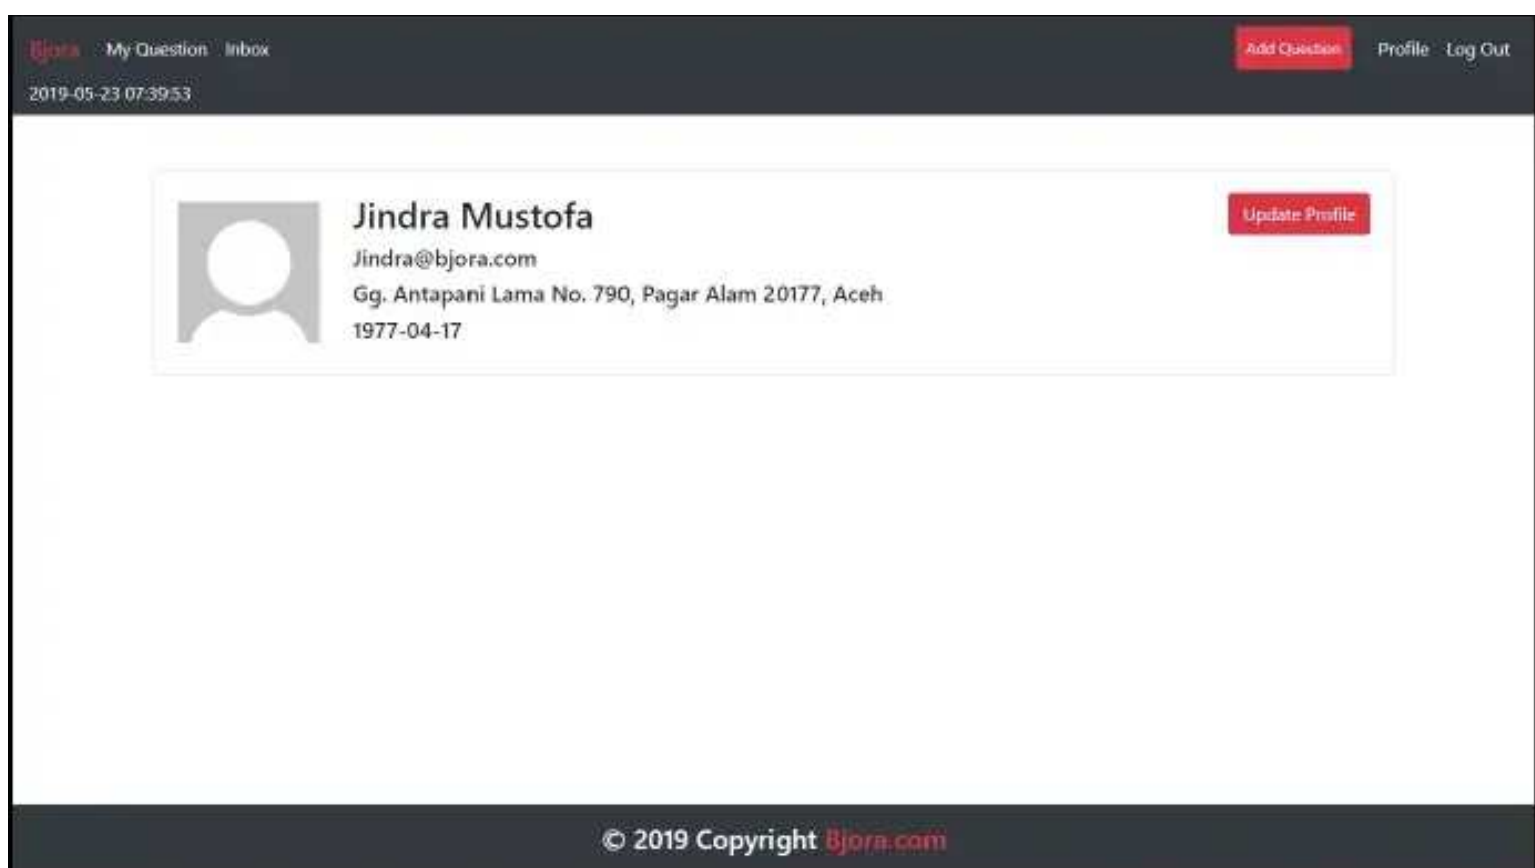 Bjora My Question Inbox Add Question Profile Log Out
2019-05-23 07:39:53
Jindra Mustofa
Update Profile
Jindra@bjora.com
Gg. Antapani Lama No. 790, Pagar Alam 20177, Aceh
1977-04-17
© 2019 Copyright Bjora.com